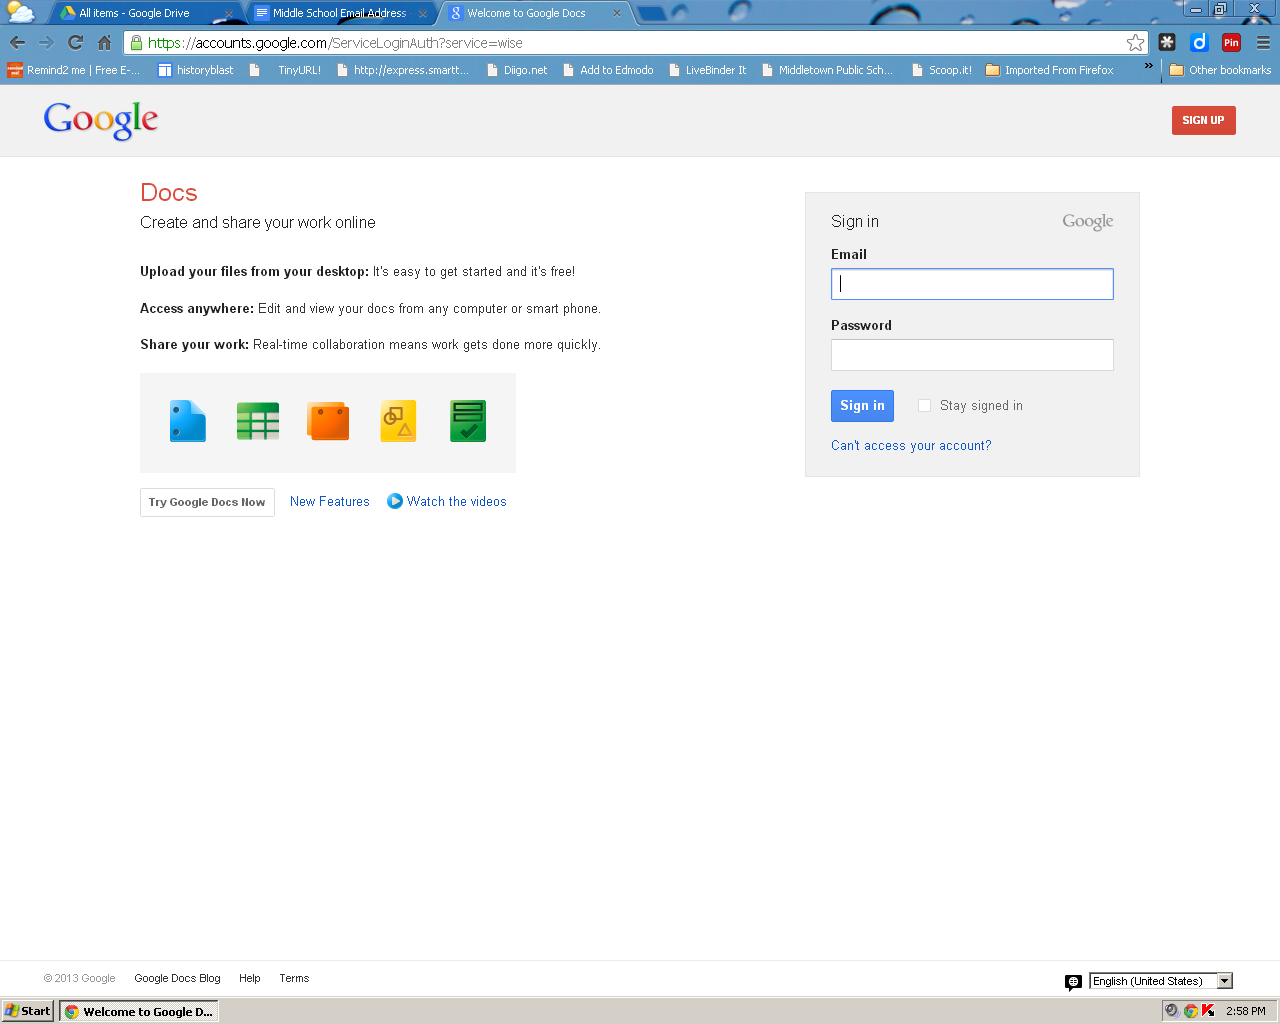 All items - Google Drive
Middle School Email Address
Welcome to Google Docs
https://accounts.google.com/ServiceLoginAuth?service=wise
Pin
Remind2 me | Free E-...
historyblast
TinyURL!
http://express.smartt...
Diigo.net
Add to Edmodo
LiveBinder It
Middletown Public Sch...
Scoop.it!
Imported From Firefox
»
Other bookmarks
Google
SIGN UP
Docs
Create and share your work online
Upload your files from your desktop: It's easy to get started and it's free!
Access anywhere: Edit and view your docs from any computer or smart phone.
Share your work: Real-time collaboration means work gets done more quickly.
Try Google Docs Now
New Features
Watch the videos
Sign in
Google
Email
Password
Sign in
Stay signed in
Can't access your account?
© 2013 Google
Google Docs Blog
Help
Terms
English (United States)
Start
Welcome to Google D...
2:58 PM